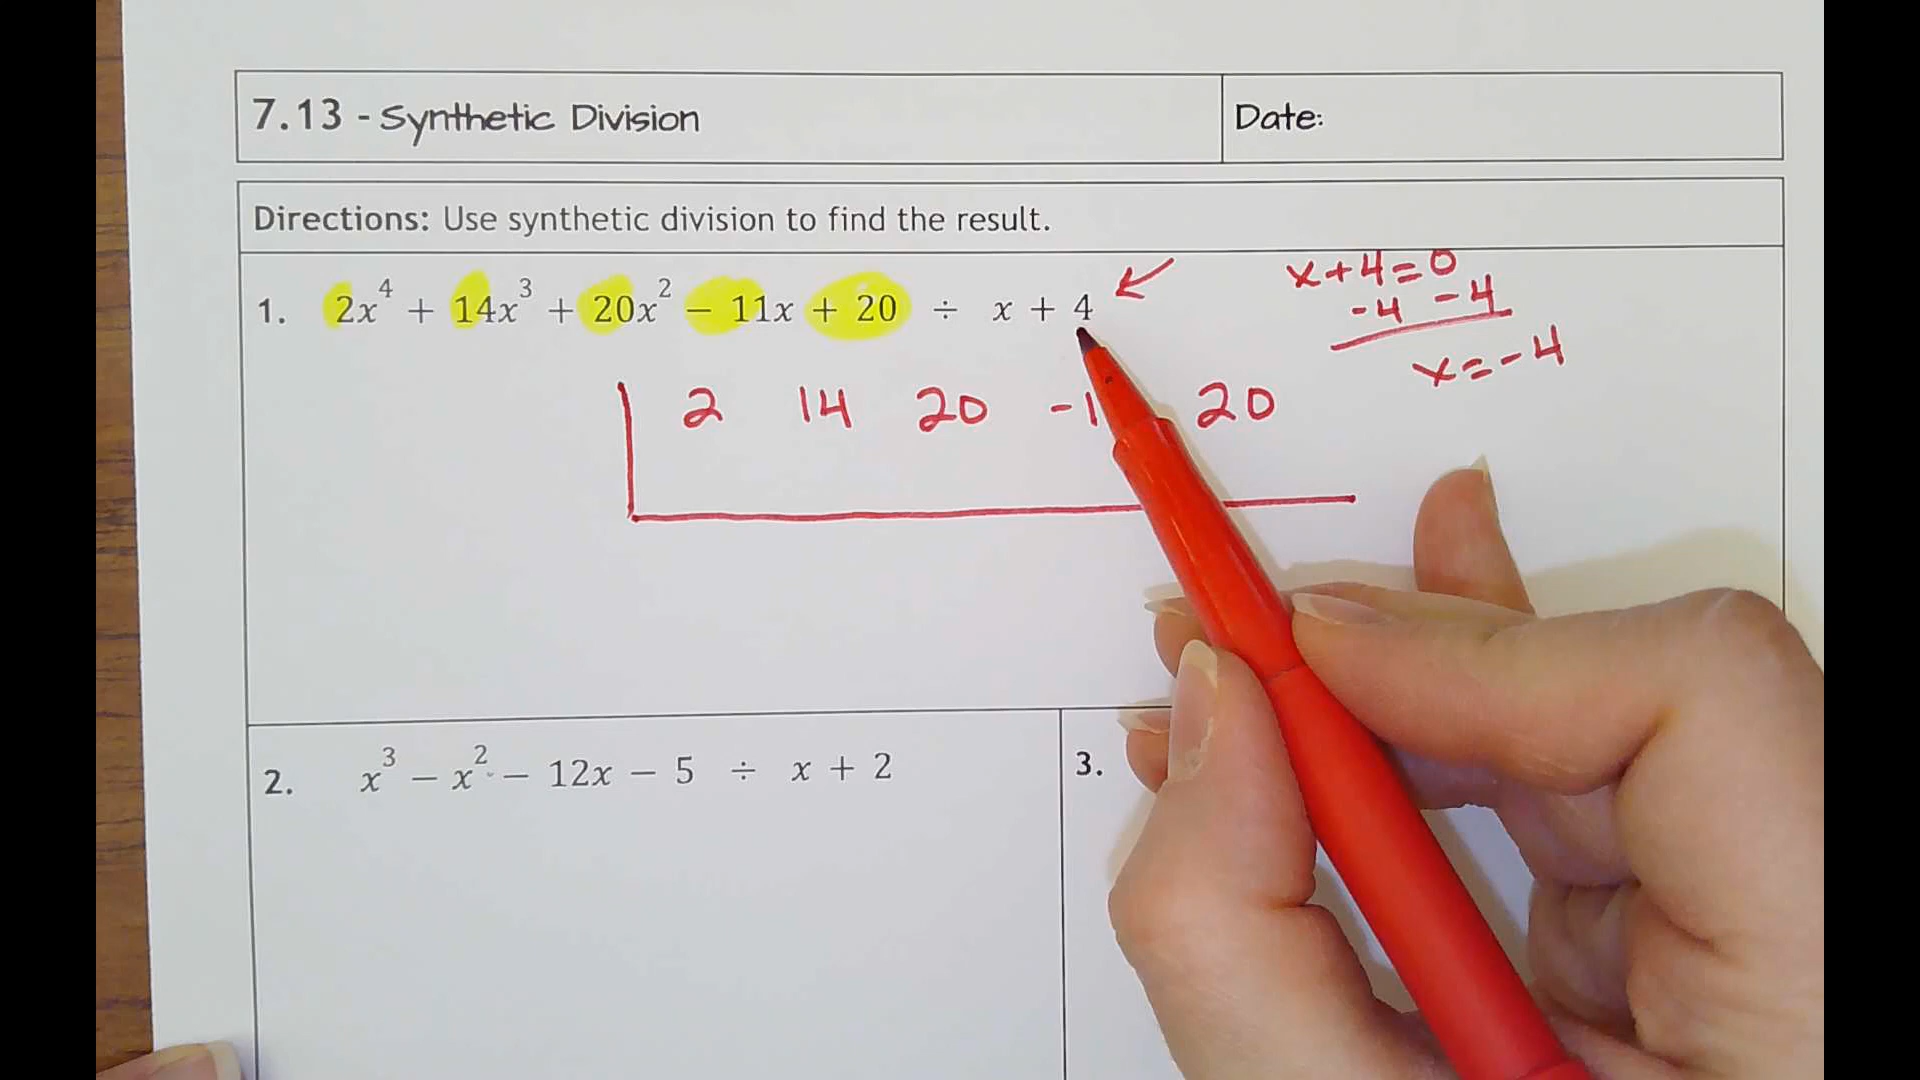 7.13 - Synthetic Division
Date:
Directions: Use synthetic division to find the result.
1. 2x⁴ + 14x³ + 20x² − 11x + 20 ÷ x + 4
x+4=0
-4 -4
x=-4
2 14 20 -1 20
2. x³ − x² − 12x − 5 ÷ x + 2
3.